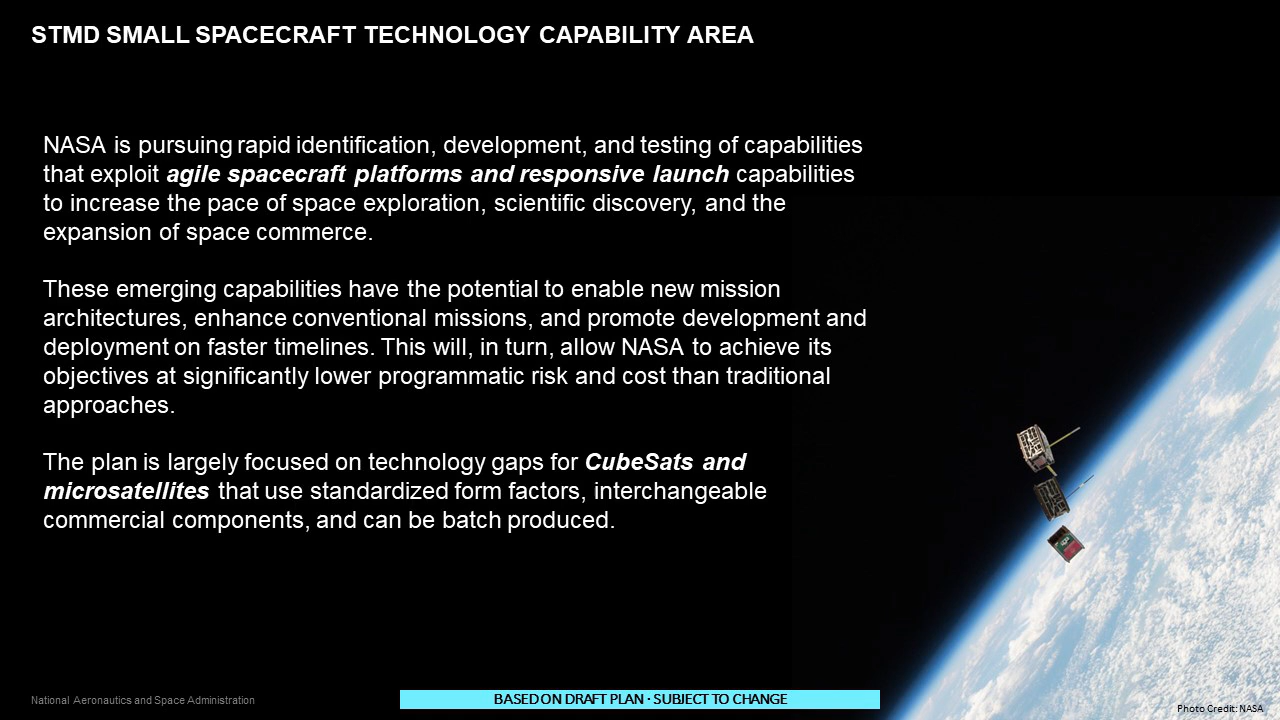 STMD SMALL SPACECRAFT TECHNOLOGY CAPABILITY AREA
NASA is pursuing rapid identification, development, and testing of capabilities
that exploit agile spacecraft platforms and responsive launch capabilities
to increase the pace of space exploration, scientific discovery, and the
expansion of space commerce.
These emerging capabilities have the potential to enable new mission
architectures, enhance conventional missions, and promote development and
deployment on faster timelines. This will, in turn, allow NASA to achieve its
objectives at significantly lower programmatic risk and cost than traditional
approaches.
The plan is largely focused on technology gaps for CubeSats and
microsatellites that use standardized form factors, interchangeable
commercial components, and can be batch produced.
National Aeronautics and Space Administration
BASED ON DRAFT PLAN · SUBJECT TO CHANGE
Photo Credit: NASA